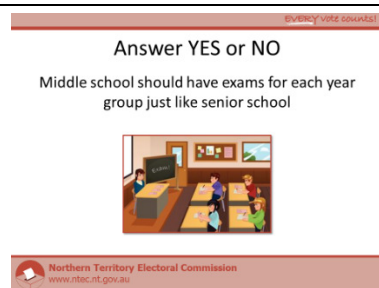 EVERY vote counts!
Answer YES or NO
Middle school should have exams for each year
group just like senior school
Northern Territory Electoral Commission
www.ntec.nt.gov.au